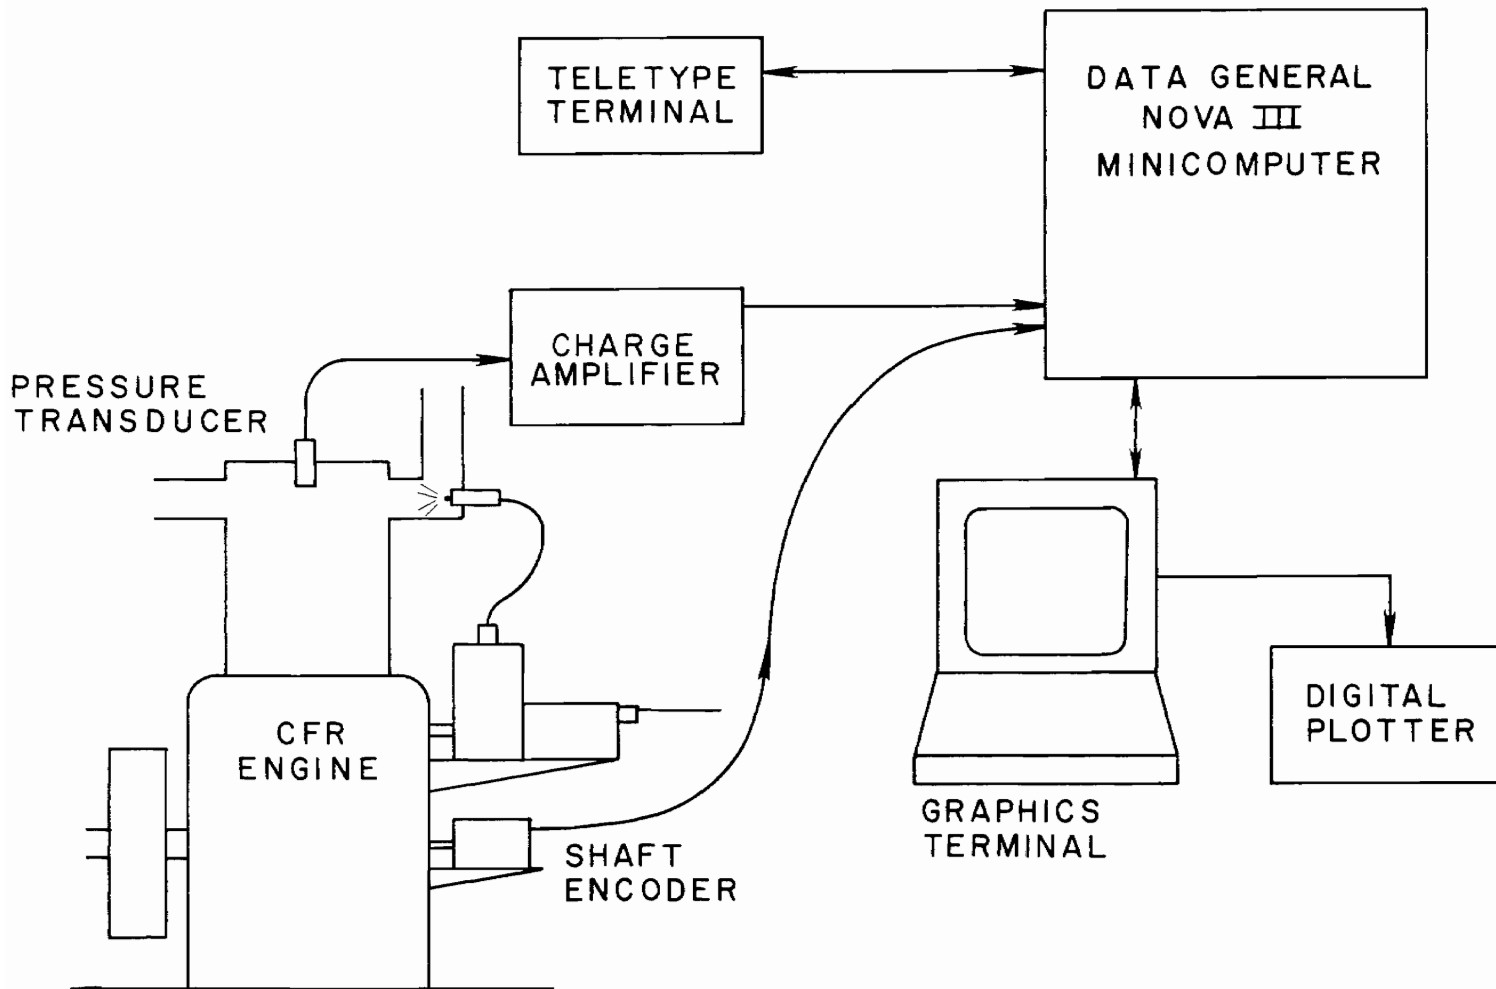 TELETYPE
TERMINAL
DATA GENERAL
NOVA III
MINICOMPUTER
CHARGE
AMPLIFIER
PRESSURE
TRANSDUCER
CFR
ENGINE
SHAFT
ENCODER
GRAPHICS
TERMINAL
DIGITAL
PLOTTER